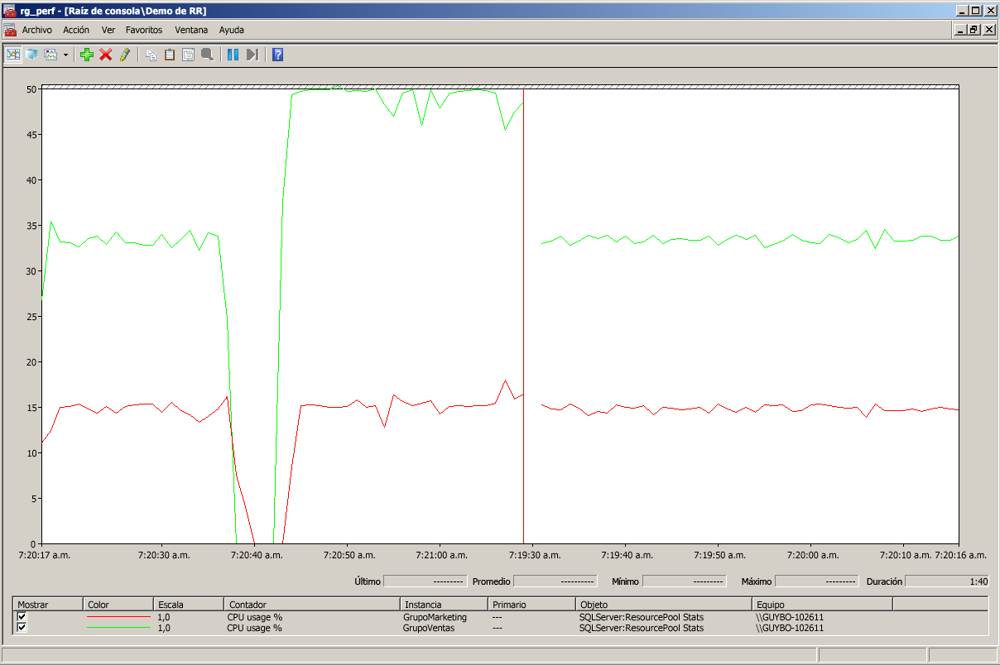 rg_perf - [Raíz de consola\Demo de RR]
Archivo Acción Ver Favoritos Ventana Ayuda
50
45
40
35
30
25
20
15
10
5
0
7:20:17 a.m. 7:20:30 a.m. 7:20:40 a.m. 7:20:50 a.m. 7:21:00 a.m. 7:19:30 a.m. 7:19:40 a.m. 7:19:50 a.m. 7:20:00 a.m. 7:20:10 a.m. 7:20:16 a.m.
Último --------- Promedio ---------- Mínimo --------- Máximo --------- Duración 1:40
Mostrar Color Escala Contador Instancia Primario Objeto Equipo
1,0 CPU usage % GrupoMarketing --- SQLServer:ResourcePool Stats \\GUYBO-102611
1,0 CPU usage % GrupoVentas --- SQLServer:ResourcePool Stats \\GUYBO-102611